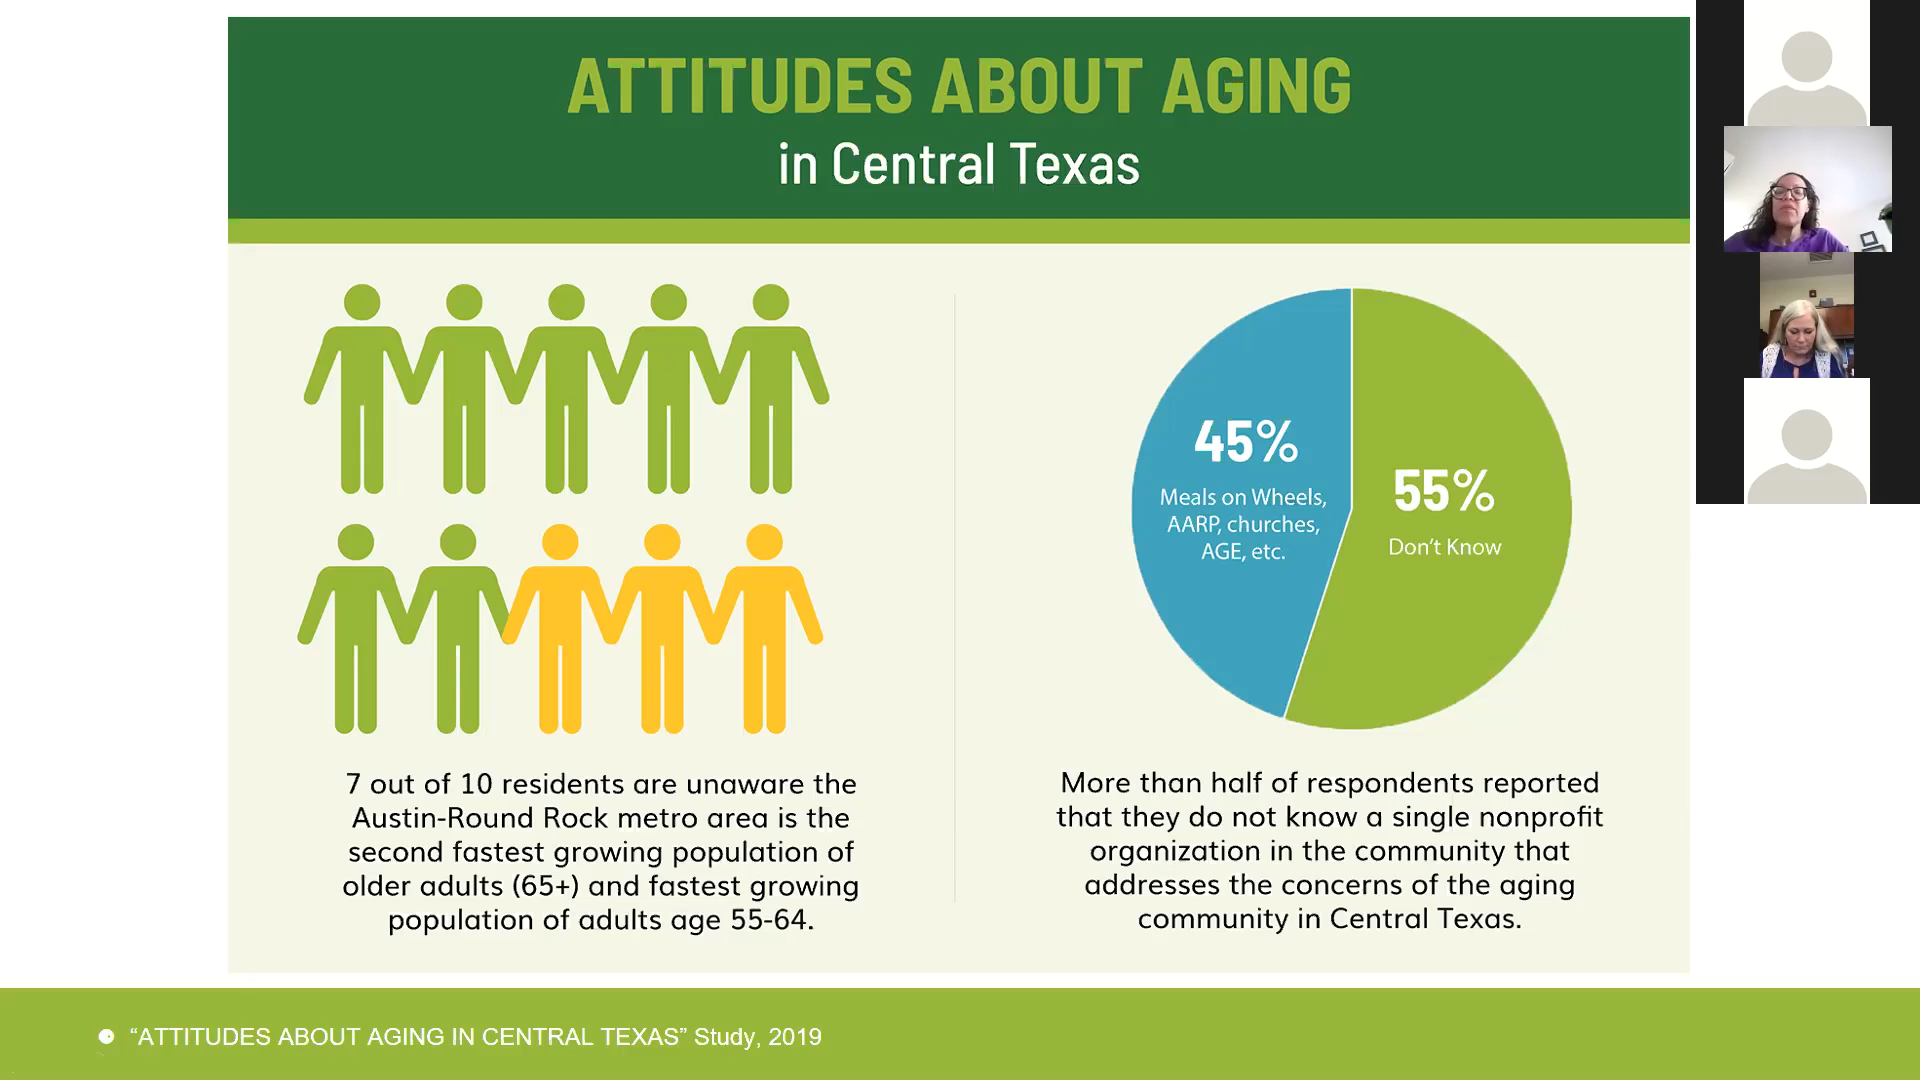 ATTITUDES ABOUT AGING
in Central Texas
7 out of 10 residents are unaware the
Austin-Round Rock metro area is the
second fastest growing population of
older adults (65+) and fastest growing
population of adults age 55-64.
45%
Meals on Wheels,
AARP, churches,
AGE, etc.
55%
Don’t Know
More than half of respondents reported
that they do not know a single nonprofit
organization in the community that
addresses the concerns of the aging
community in Central Texas.
“ATTITUDES ABOUT AGING IN CENTRAL TEXAS” Study, 2019